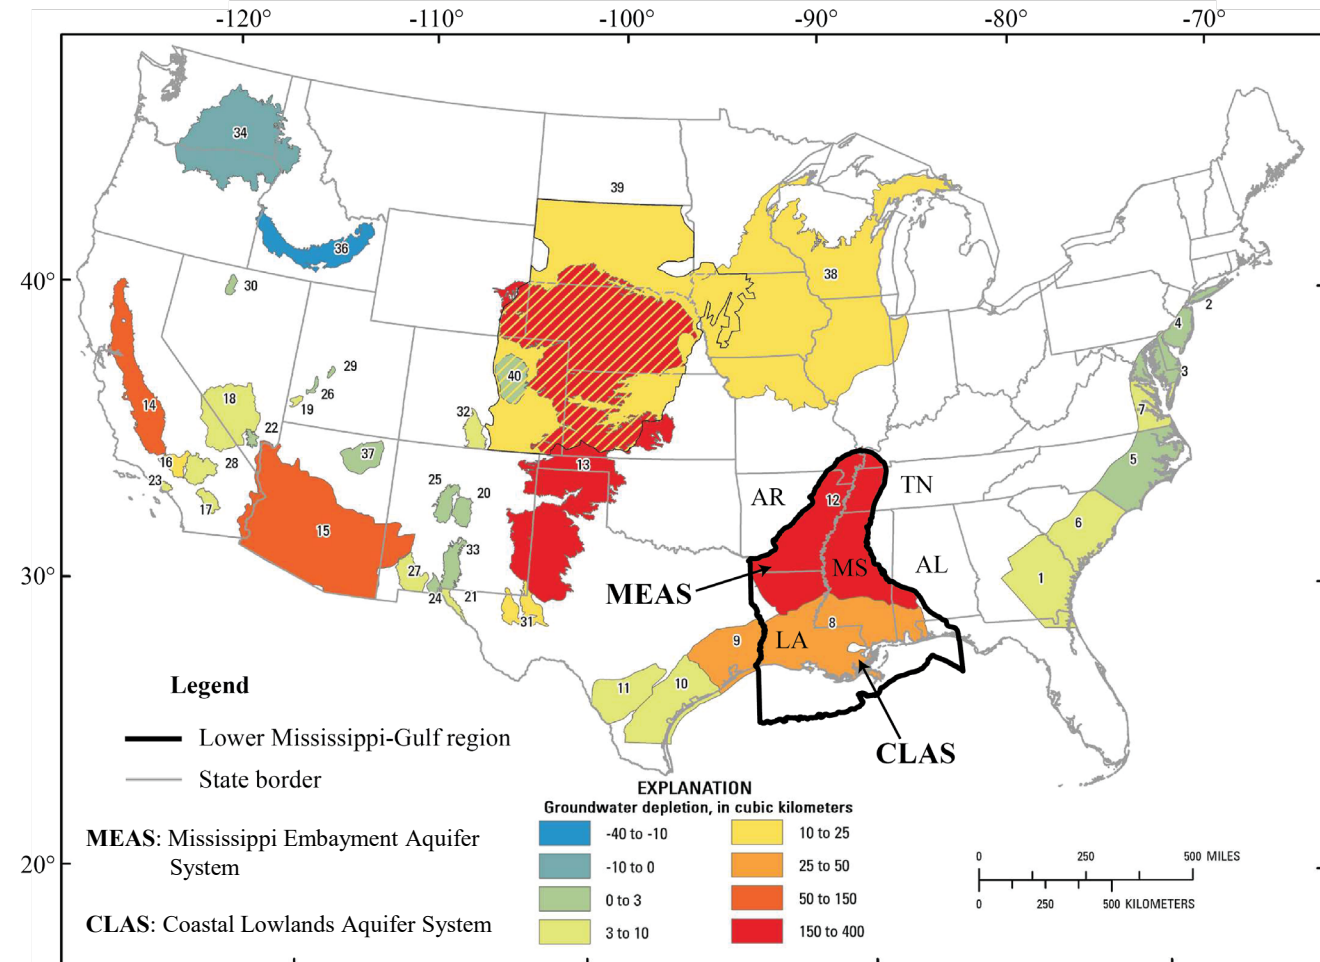 -120° -110° -100° -90° -80° -70°
34
39
36
40°
30
38
2
4
29
40
3
26
18
14
19
7
32
22
37
16
28
13
5
23
25
20
AR
TN
17
12
6
15
33
30°
27
MS
AL
1
MEAS
24
21
31
8
9
LA
11
10
Legend
Lower Mississippi-Gulf region
CLAS
State border
EXPLANATION
Groundwater depletion, in cubic kilometers
-40 to -10
10 to 25
MEAS: Mississippi Embayment Aquifer
System
-10 to 0
25 to 50
20°
0 250 500 MILES
0 to 3
50 to 150
0 250 500 KILOMETERS
CLAS: Coastal Lowlands Aquifer System
3 to 10
150 to 400